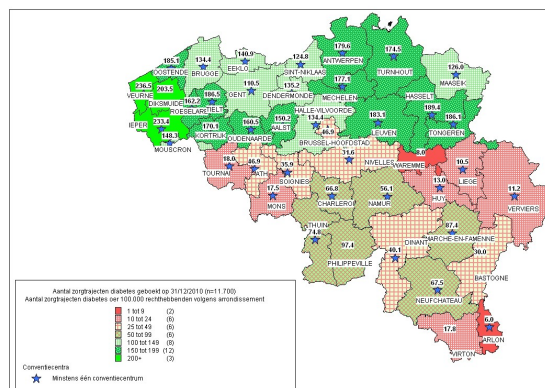 185.1
OOSTENDE
134.4
BRUGGE
140.9
EEKLO
124.8
SINT-NIKLAAS
179.6
ANTWERPEN
174.5
TURNHOUT
126.0
MAASEIK
236.5
VEURNE
203.5
DIKSMUIDE
162.2
ROESELARE
186.5
TIELT
110.5
GENT
135.2
DENDERMONDE
177.1
MECHELEN
189.4
HASSELT
233.4
IEPER
148.3
MOUSCRON
170.1
KORTRIJK
160.5
OUDENAARDE
150.2
AALST
134.4
HALLE-VILVOORDE
46.9
BRUSSEL-HOOFDSTAD
183.1
LEUVEN
186.1
TONGEREN
18.0
TOURNAI
46.9
ATH
35.9
SOIGNIES
31.6
NIVELLES
8.0
WAREMME
10.5
LIEGE
11.2
VERVIERS
17.5
MONS
66.8
CHARLEROI
56.1
NAMUR
13.0
HUY
74.8
THUIN
97.4
PHILIPPEVILLE
40.1
DINANT
87.4
MARCHE-EN-FAMENNE
30.0
BASTOGNE
67.5
NEUFCHATEAU
17.8
VIRTON
6.0
ARLON
Aantal zorgtrajecten diabetes geboekt op 31/12/2010 (n=11.700)
Aantal zorgtrajecten diabetes per 100.000 rechthebbenden volgens arrondissement
1 tot 9 (2)
10 tot 24 (6)
25 tot 49 (6)
50 tot 99 (6)
100 tot 149 (8)
150 tot 199 (12)
200+ (3)
Conventiecentra
Minstens één conventiecentrum